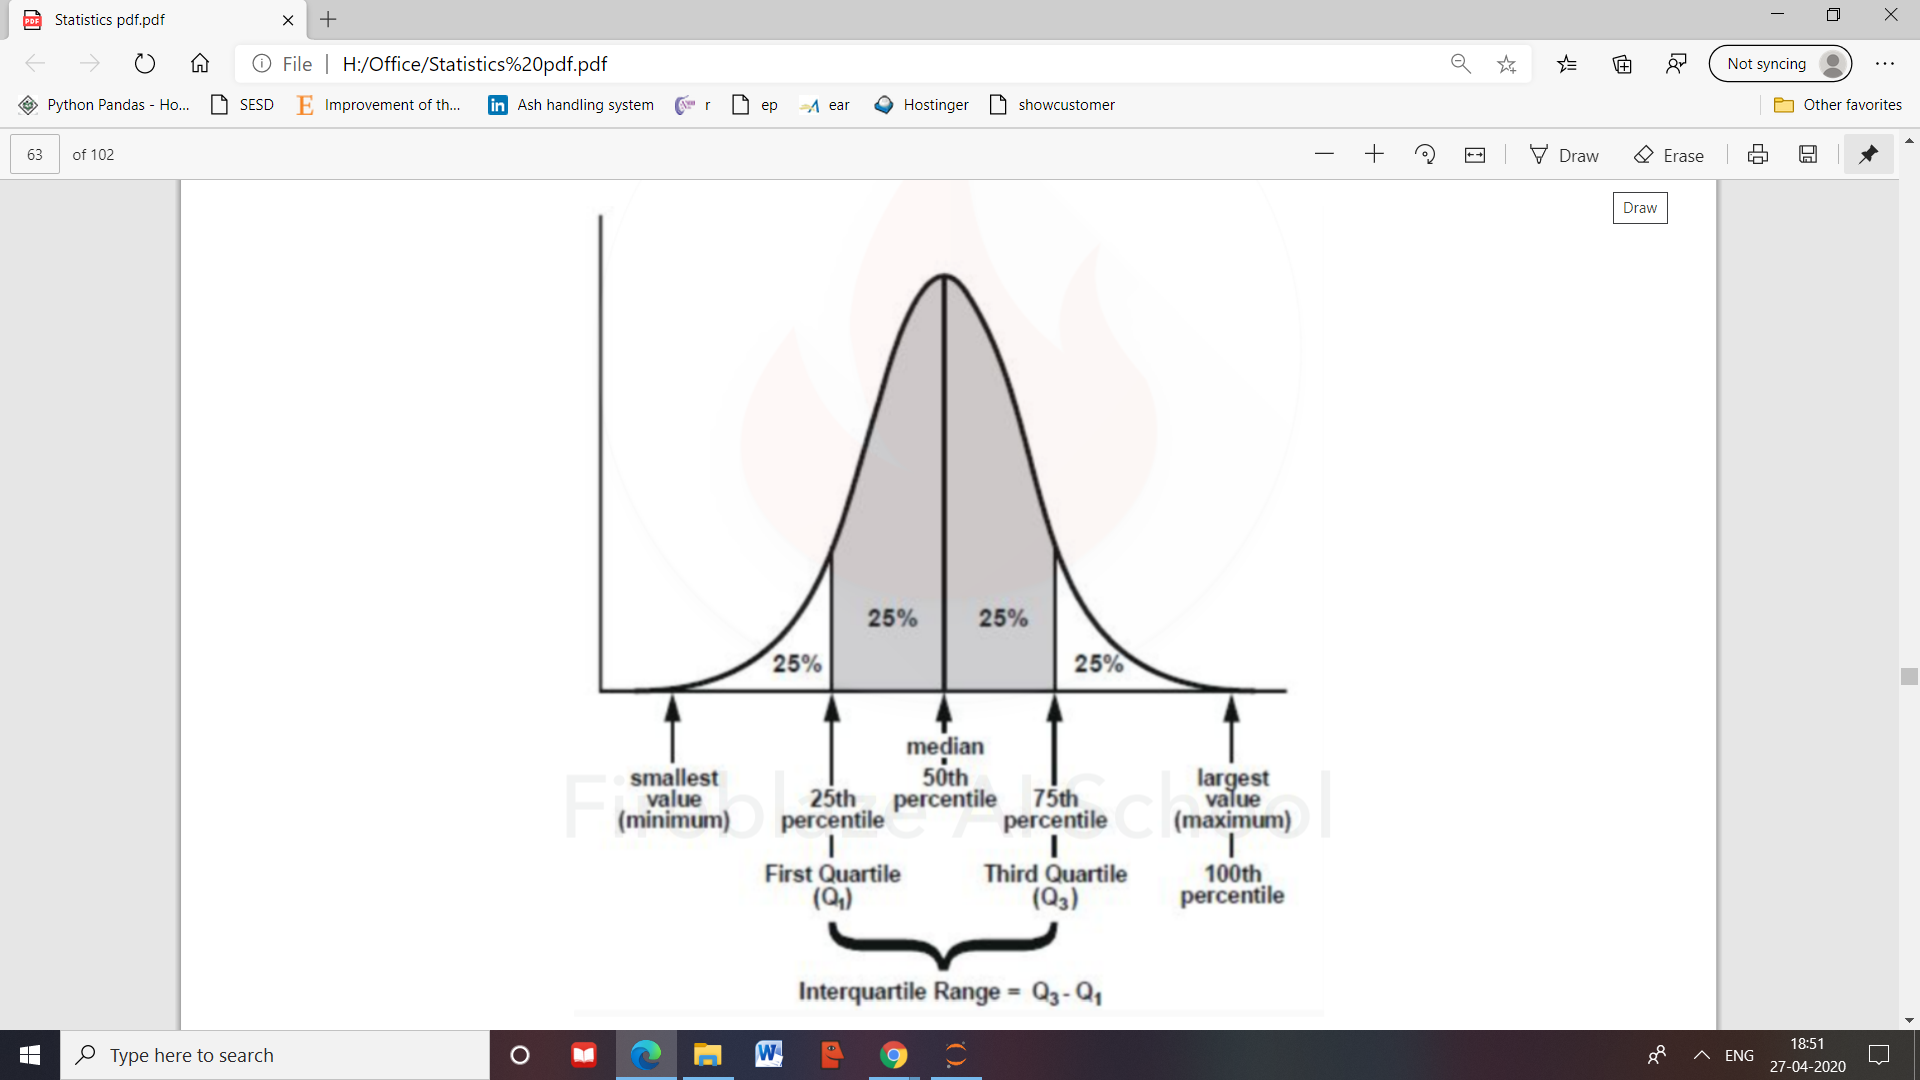 Statistics pdf.pdf
File
H:/Office/Statistics%20pdf.pdf
Not syncing
Python Pandas - Ho...
SESD
Improvement of th...
Ash handling system
r
ep
ear
Hostinger
showcustomer
Other favorites
63 of 102
Draw
Erase
Draw
25% 25%
25% 25%
median
smallest
value
(minimum)
25th
percentile
50th
percentile
75th
percentile
largest
value
(maximum)
First Quartile
(Q1)
Third Quartile
(Q3)
100th
percentile
Fireblaze AI School
Interquartile Range = Q3 - Q1
Type here to search
ENG
18:51
27-04-2020